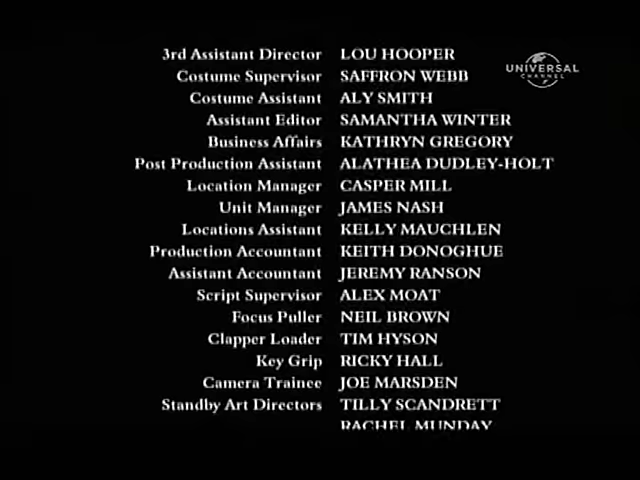 3rd Assistant Director LOU HOOPER
Costume Supervisor SAFFRON WEBB
Costume Assistant ALY SMITH
Assistant Editor SAMANTHA WINTER
Business Affairs KATHRYN GREGORY
Post Production Assistant ALATHEA DUDLEY-HOLT
Location Manager CASPER MILL
Unit Manager JAMES NASH
Locations Assistant KELLY MAUCHLEN
Production Accountant KEITH DONOGHUE
Assistant Accountant JEREMY RANSON
Script Supervisor ALEX MOAT
Focus Puller NEIL BROWN
Clapper Loader TIM HYSON
Key Grip RICKY HALL
Camera Trainee JOE MARSDEN
Standby Art Directors TILLY SCANDRETT
RACHEL MUNDAY
UNIVERSAL
CHANNEL